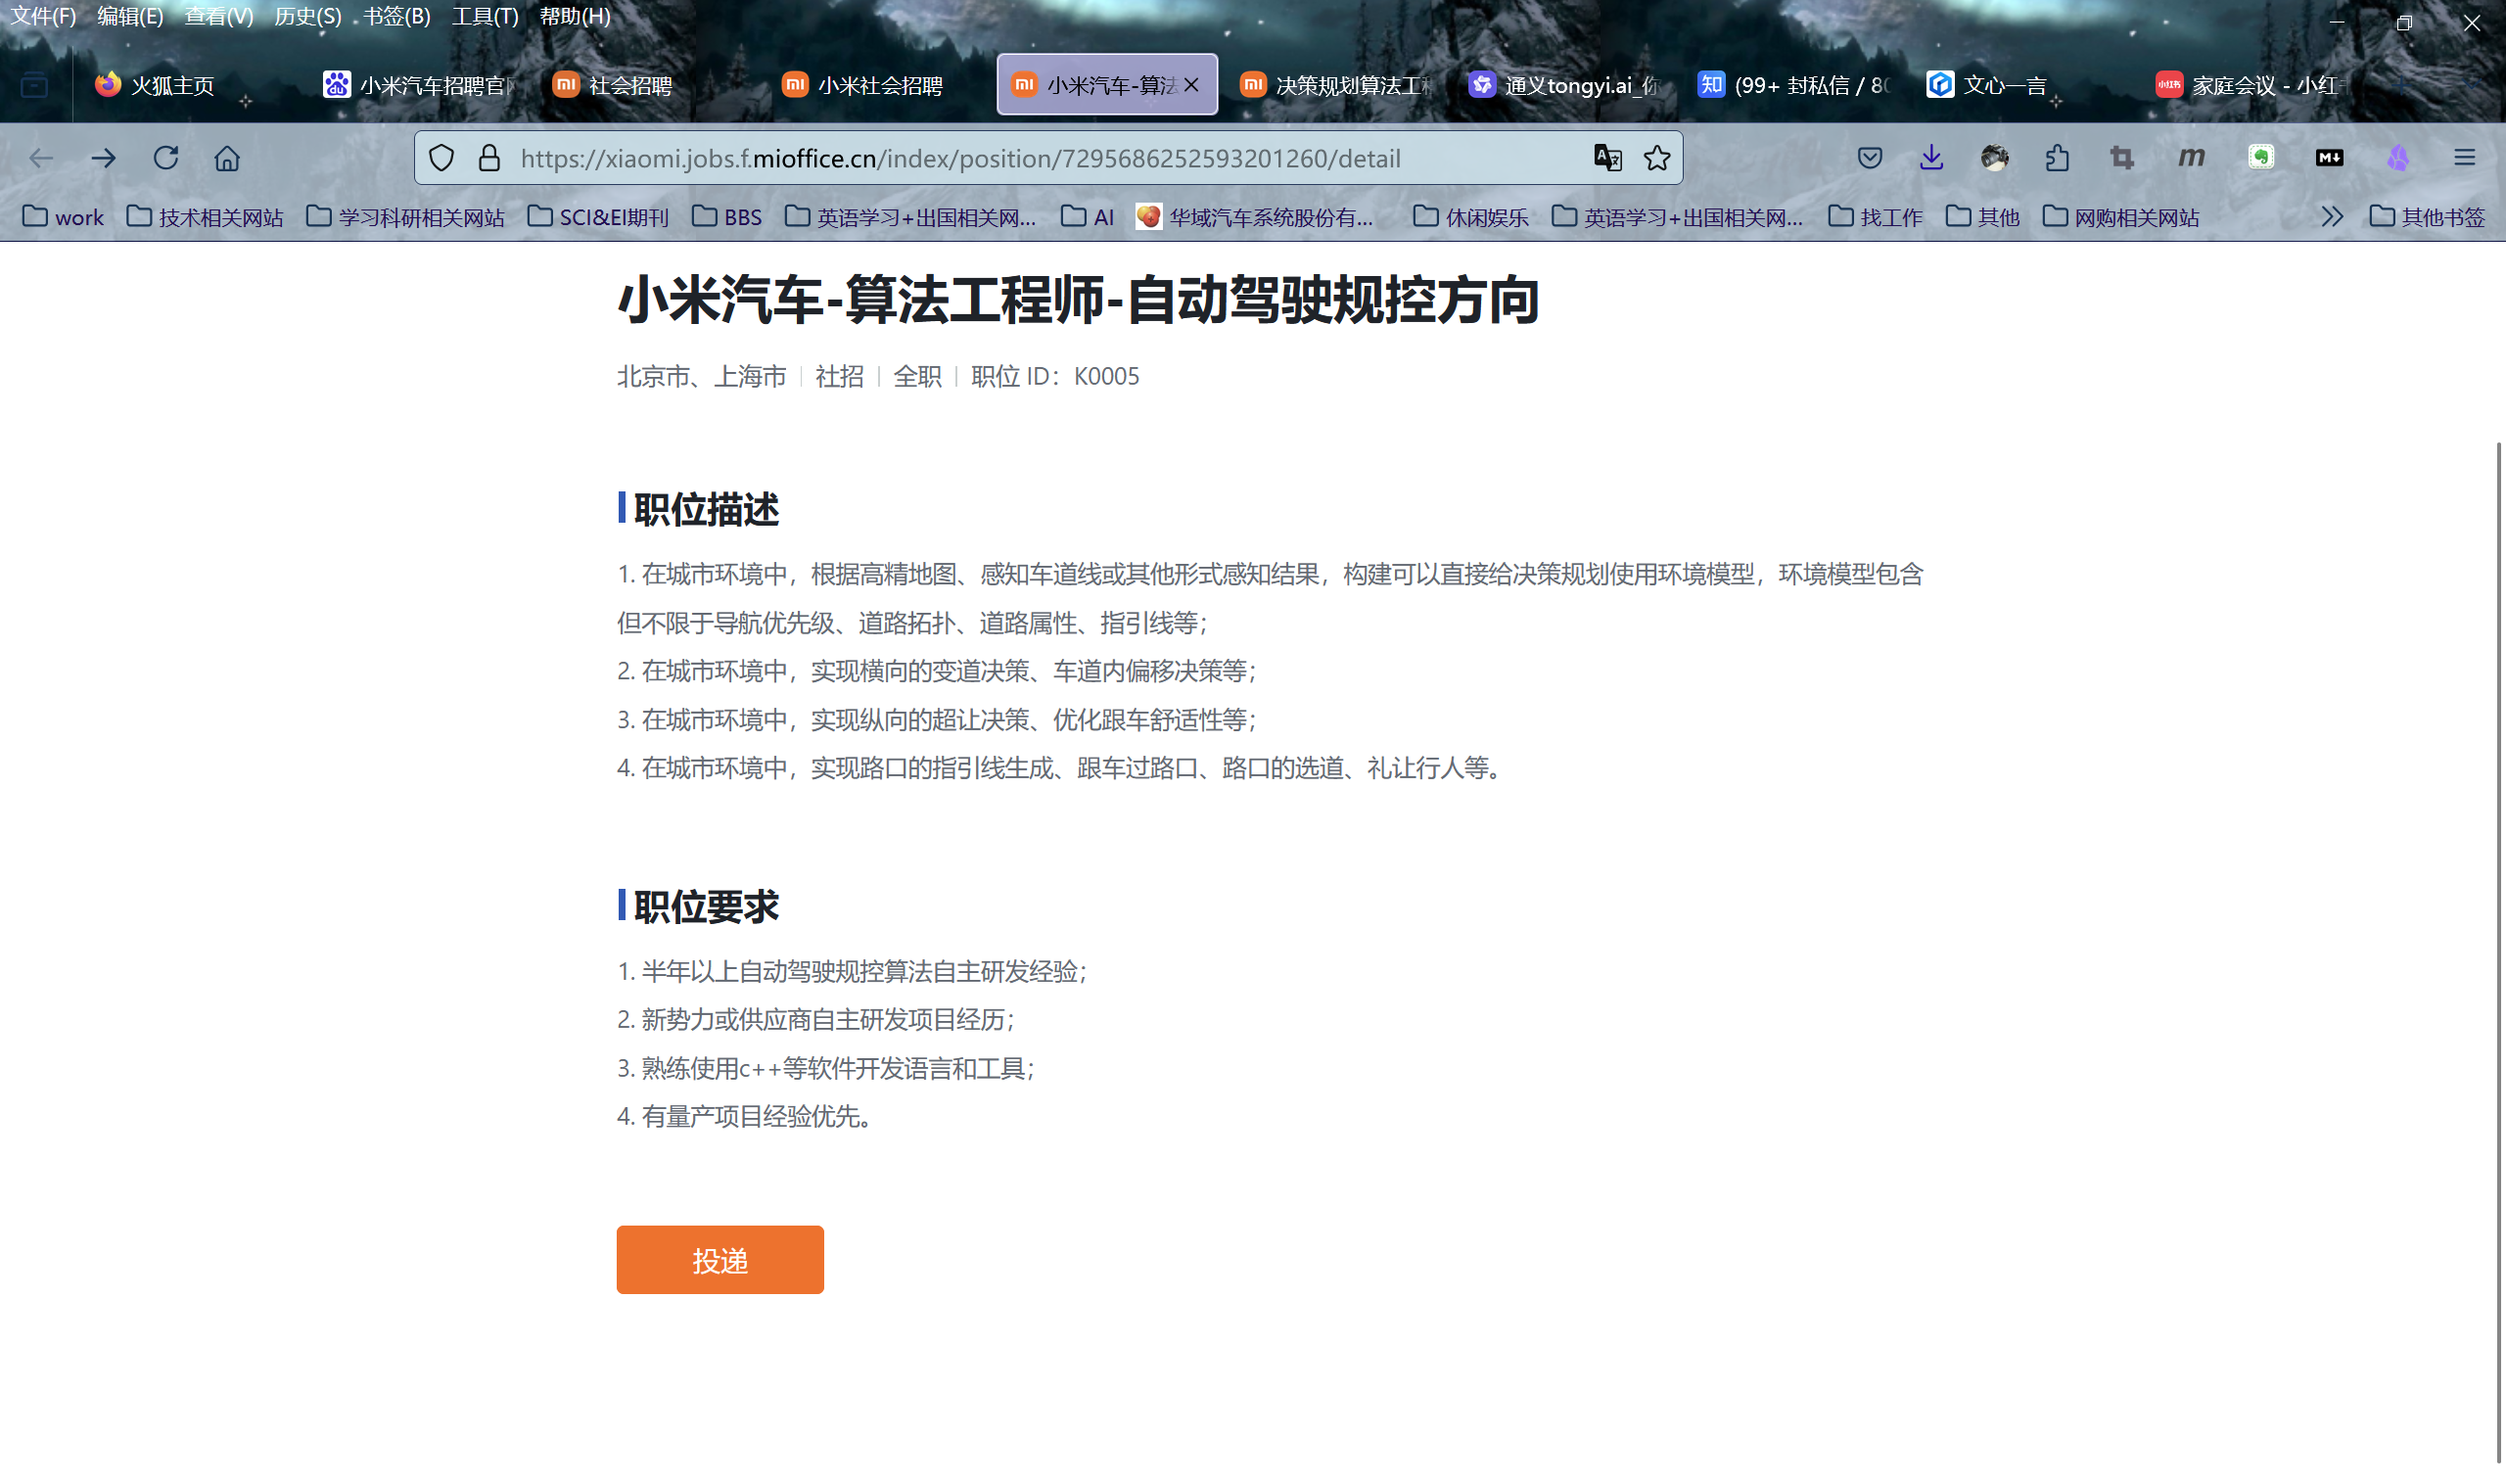 文件(F) 编辑(E) 查看(V) 历史(S) 书签(B) 工具(T) 帮助(H)
火狐主页 小米汽车招聘官 社会招聘 小米社会招聘 小米汽车-算法 决策规划算法工程 通义tongyi.ai_你 (99+ 封私信 / 80 文心一言 家庭会议 - 小红书
https://xiaomi.jobs.f.mioffice.cn/index/position/7295686252593201260/detail
work 技术相关网站 学习科研相关网站 SCI&EI期刊 BBS 英语学习+出国相关网... AI 华域汽车系统股份有... 休闲娱乐 英语学习+出国相关网... 找工作 其他 网购相关网站 其他书签
小米汽车-算法工程师-自动驾驶规控方向
北京市、上海市 社招 全职 职位 ID：K0005
职位描述
1. 在城市环境中，根据高精地图、感知车道线或其他形式感知结果，构建可以直接给决策规划使用环境模型，环境模型包含
但不限于导航优先级、道路拓扑、道路属性、指引线等；
2. 在城市环境中，实现横向的变道决策、车道内偏移决策等；
3. 在城市环境中，实现纵向的超让决策、优化跟车舒适性等；
4. 在城市环境中，实现路口的指引线生成、跟车过路口、路口的选道、礼让行人等。
职位要求
1. 半年以上自动驾驶规控算法自主研发经验；
2. 新势力或供应商自主研发项目经历；
3. 熟练使用c++等软件开发语言和工具；
4. 有量产项目经验优先。
投递